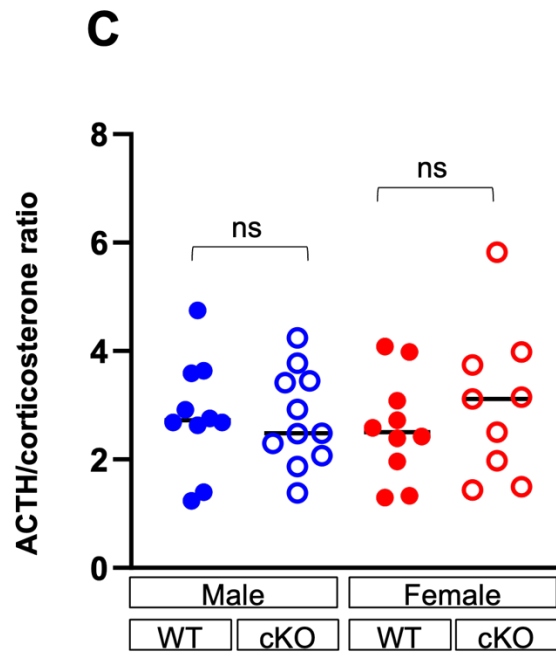 C
ACTH/corticosterone ratio
8
6
4
2
0
ns
ns
Male
Female
WT
cKO
WT
cKO